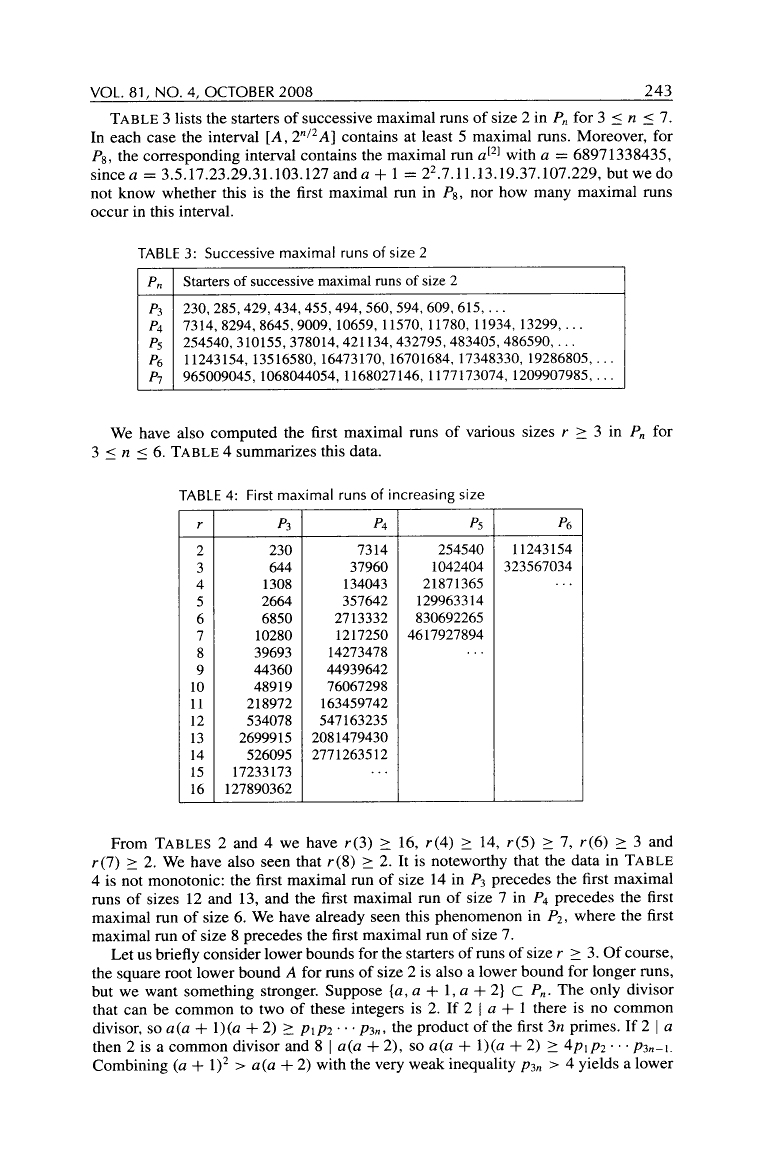 VOL. 81, NO. 4, OCTOBER 2008 243
TABLE 3 lists the starters of successive maximal runs of size 2 in Pₙ for 3 ≤ n ≤ 7.
In each case the interval [A, 2^{n/2}A] contains at least 5 maximal runs. Moreover, for
P₈, the corresponding interval contains the maximal run a^{[2]} with a = 68971338435,
since a = 3.5.17.23.29.31.103.127 and a + 1 = 2².7.11.13.19.37.107.229, but we do
not know whether this is the first maximal run in P₈, nor how many maximal runs
occur in this interval.
TABLE 3: Successive maximal runs of size 2
Pₙ Starters of successive maximal runs of size 2
P₃ 230, 285, 429, 434, 455, 494, 560, 594, 609, 615, ...
P₄ 7314, 8294, 8645, 9009, 10659, 11570, 11780, 11934, 13299, ...
P₅ 254540, 310155, 378014, 421134, 432795, 483405, 486590, ...
P₆ 11243154, 13516580, 16473170, 16701684, 17348330, 19286805, ...
P₇ 965009045, 1068044054, 1168027146, 1177173074, 1209907985, ...
We have also computed the first maximal runs of various sizes r ≥ 3 in Pₙ for
3 ≤ n ≤ 6. TABLE 4 summarizes this data.
TABLE 4: First maximal runs of increasing size
r P₃ P₄ P₅ P₆
2 230 7314 254540 11243154
3 644 37960 1042404 323567034
4 1308 134043 21871365 ...
5 2664 357642 129963314
6 6850 2713332 830692265
7 10280 1217250 4617927894
8 39693 14273478 ...
9 44360 44939642
10 48919 76067298
11 218972 163459742
12 534078 547163235
13 2699915 2081479430
14 526095 2771263512
15 17233173 ...
16 127890362
From TABLES 2 and 4 we have r(3) ≥ 16, r(4) ≥ 14, r(5) ≥ 7, r(6) ≥ 3 and
r(7) ≥ 2. We have also seen that r(8) ≥ 2. It is noteworthy that the data in TABLE
4 is not monotonic: the first maximal run of size 14 in P₃ precedes the first maximal
runs of sizes 12 and 13, and the first maximal run of size 7 in P₄ precedes the first
maximal run of size 6. We have already seen this phenomenon in P₂, where the first
maximal run of size 8 precedes the first maximal run of size 7.
Let us briefly consider lower bounds for the starters of runs of size r ≥ 3. Of course,
the square root lower bound A for runs of size 2 is also a lower bound for longer runs,
but we want something stronger. Suppose {a, a + 1, a + 2} ⊂ Pₙ. The only divisor
that can be common to two of these integers is 2. If 2 | a + 1 there is no common
divisor, so a(a + 1)(a + 2) ≥ p₁p₂ ⋯ p₃ₙ, the product of the first 3n primes. If 2 | a
then 2 is a common divisor and 8 | a(a + 2), so a(a + 1)(a + 2) ≥ 4p₁p₂ ⋯ p₃ₙ₋₁.
Combining (a + 1)² > a(a + 2) with the very weak inequality p₃ₙ > 4 yields a lower